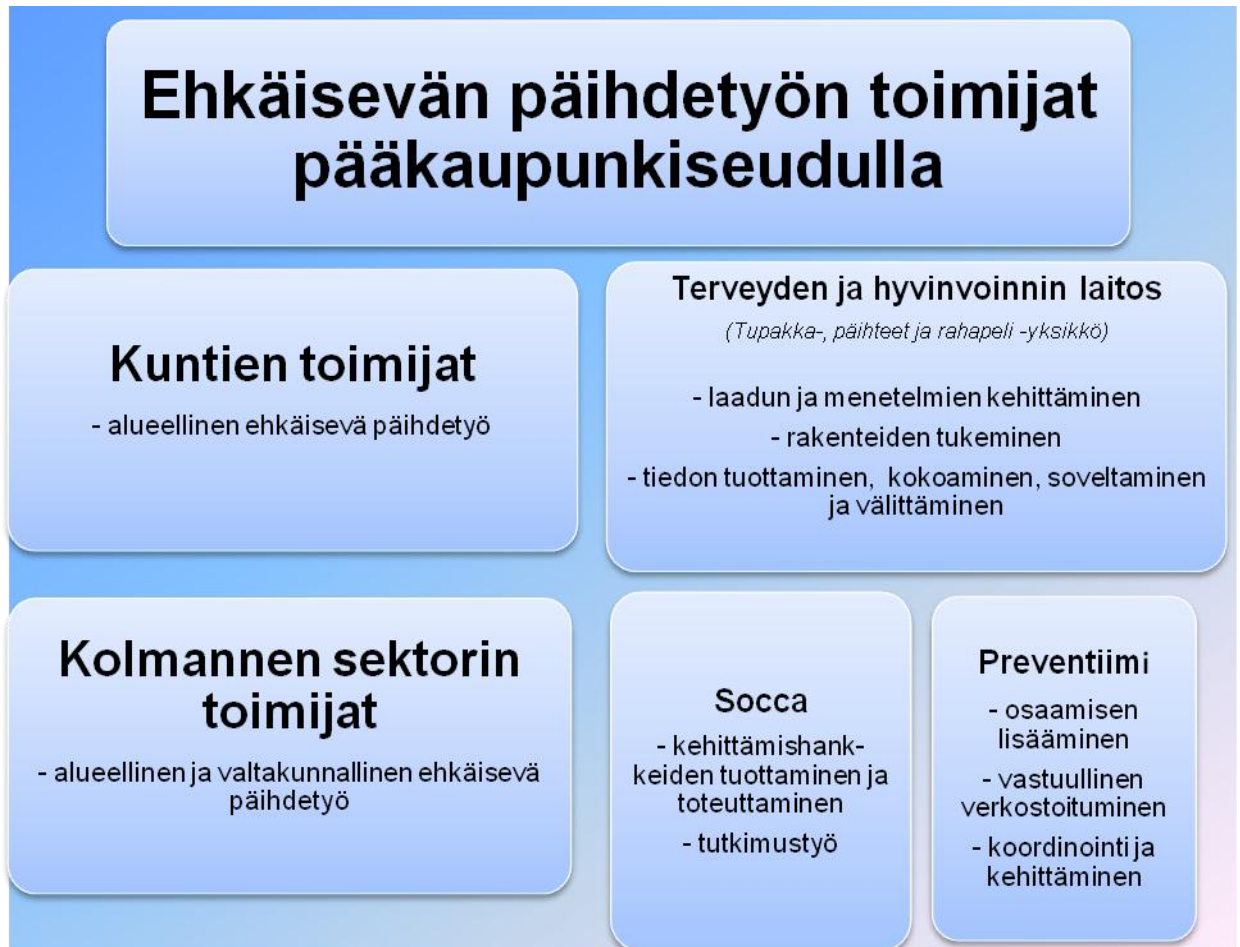 Ehkäisevän päihdetyön toimijat
pääkaupunkiseudulla
Kuntien toimijat
- alueellinen ehkäisevä päihdetyö
Terveyden ja hyvinvoinnin laitos
(Tupakka-, päihteet ja rahapeli -yksikkö)
- laadun ja menetelmien kehittäminen
- rakenteiden tukeminen
- tiedon tuottaminen, kokoaminen, soveltaminen
ja välittäminen
Kolmannen sektorin
toimijat
- alueellinen ja valtakunnallinen ehkäisevä
päihdetyö
Socca
- kehittämishank-
keiden tuottaminen ja
toteuttaminen
- tutkimustyö
Preventiimi
- osaamisen
lisääminen
- vastuullinen
verkostoituminen
- koordinointi ja
kehittäminen